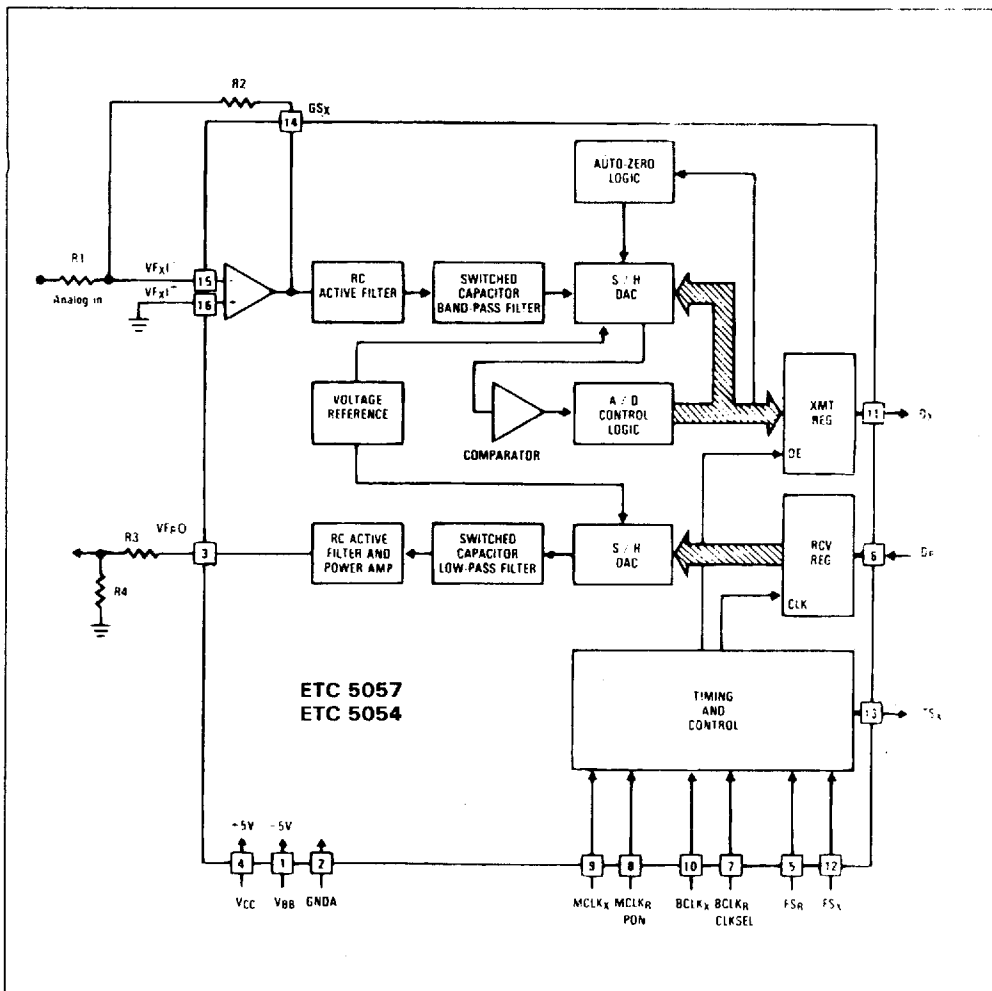 R2
GSX
14
AUTO-ZERO
LOGIC
R1
VFXI-
15
-
RC
ACTIVE FILTER
SWITCHED
CAPACITOR
BAND-PASS FILTER
S / H
DAC
Analog in
16
+
VOLTAGE
REFERENCE
COMPARATOR
A / D
CONTROL
LOGIC
XMT
REG
11
OE
VFRO
R3
3
RC ACTIVE
FILTER AND
POWER AMP
SWITCHED
CAPACITOR
LOW-PASS FILTER
S / H
DAC
RCV
REG
6
R4
CLK
ETC 5057
ETC 5054
TIMING
AND
CONTROL
13
+5V
-5V
4
1
2
9
8
10
7
5
12
VCC
VBB
GNDA
MCLKX
MCLKR
PDN
BCLKX
BCLKR
CLKSEL
FSR
FSX